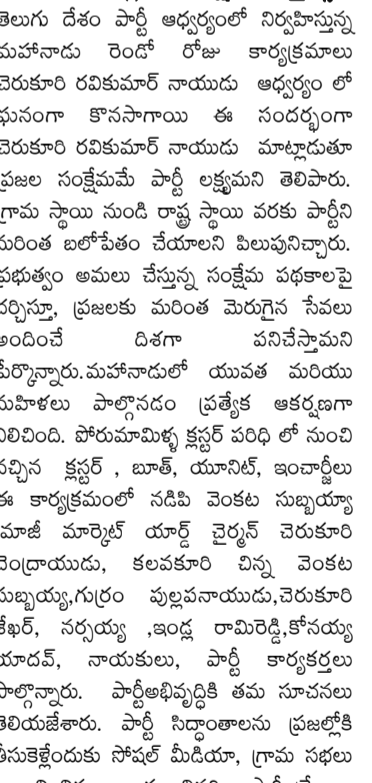 తెలుగు దేశం పార్టీ ఆధ్వర్యంలో నిర్వహిస్తున్న
మహానాడు రెండో రోజు కార్యక్రమాలు
చెరుకూరి రవికుమార్ నాయుడు ఆధ్వర్యం లో
ఘనంగా కొనసాగాయి ఈ సందర్భంగా
చెరుకూరి రవికుమార్ నాయుడు మాట్లాడుతూ
ప్రజల సంక్షేమమే పార్టీ లక్ష్యమని తెలిపారు.
గ్రామ స్థాయి నుండి రాష్ట్ర స్థాయి వరకు పార్టీని
మరింత బలోపేతం చేయాలని పిలుపునిచ్చారు.
ప్రభుత్వం అమలు చేస్తున్న సంక్షేమ పథకాలపై
చర్చిస్తూ, ప్రజలకు మరింత మెరుగైన సేవలు
అందించే దిశగా పనిచేస్తామని
పేర్కొన్నారు.మహానాడులో యువత మరియు
మహిళలు పాల్గొనడం ప్రత్యేక ఆకర్షణగా
నిలిచింది. పోరుమామిళ్ళ క్లస్టర్ పరిధి లో నుంచి
వచ్చిన క్లస్టర్ , బూత్, యూనిట్, ఇంచార్జీలు
ఈ కార్యక్రమంలో నడిపి వెంకట సుబ్బయ్యా
మాజీ మార్కెట్ యార్డ్ చైర్మన్ చెరుకూరి
చెంద్రాయుడు, కలవకూరి చిన్న వెంకట
సుబ్బయ్య,గుర్రం వుల్లవనాయుడు,చెరుకూరి
శేఖర్, నర్సయ్య ,ఇండ్ల రామిరెడ్డి,కోనయ్య
యాదవ్, నాయకులు, పార్టీ కార్యకర్తలు
పాల్గొన్నారు. పార్టీఅభివృద్ధికి తమ సూచనలు
తెలియజేశారు. పార్టీ సిద్ధాంతాలను ప్రజల్లోకి
తీసుకెళ్లేందుకు సోషల్ మీడియా, గ్రామ సభలు